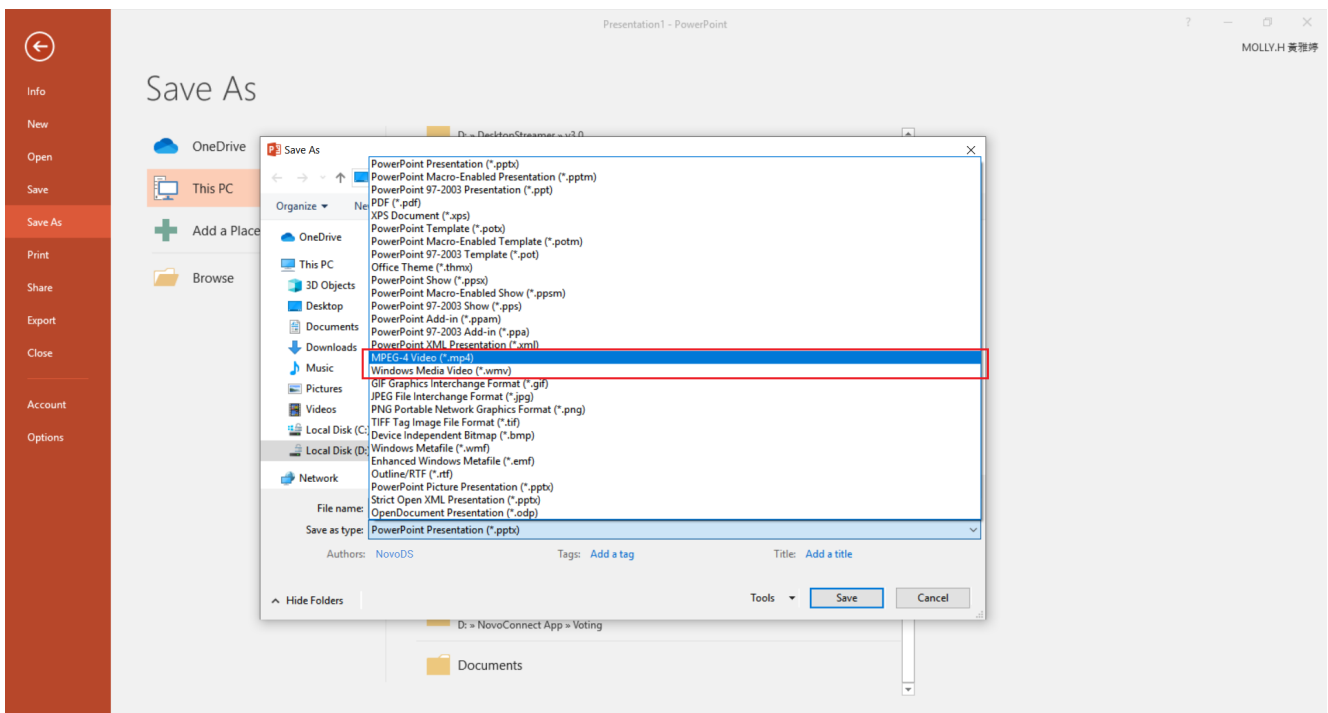 Presentation1 - PowerPoint
?
MOLLY.H 黃雅婷
Info
New
Open
Save
Save As
Print
Share
Export
Close
Account
Options
Save As
OneDrive
This PC
Add a Place
Browse
D: » DesktopStreamer » v3.0
Save As
Organize
Ne
OneDrive
This PC
3D Objects
Desktop
Documents
Downloads
Music
Pictures
Videos
Local Disk (C:
Local Disk (D:
Network
PowerPoint Presentation (*.pptx)
PowerPoint Macro-Enabled Presentation (*.pptm)
PowerPoint 97-2003 Presentation (*.ppt)
PDF (*.pdf)
XPS Document (*.xps)
PowerPoint Template (*.potx)
PowerPoint Macro-Enabled Template (*.potm)
PowerPoint 97-2003 Template (*.pot)
Office Theme (*.thmx)
PowerPoint Show (*.ppsx)
PowerPoint Macro-Enabled Show (*.ppsm)
PowerPoint 97-2003 Show (*.pps)
PowerPoint Add-in (*.ppam)
PowerPoint 97-2003 Add-in (*.ppa)
PowerPoint XML Presentation (*.xml)
MPEG-4 Video (*.mp4)
Windows Media Video (*.wmv)
GIF Graphics Interchange Format (*.gif)
JPEG File Interchange Format (*.jpg)
PNG Portable Network Graphics Format (*.png)
TIFF Tag Image File Format (*.tif)
Device Independent Bitmap (*.bmp)
Windows Metafile (*.wmf)
Enhanced Windows Metafile (*.emf)
Outline/RTF (*.rtf)
PowerPoint Picture Presentation (*.pptx)
Strict Open XML Presentation (*.pptx)
OpenDocument Presentation (*.odp)
File name:
Save as type: PowerPoint Presentation (*.pptx)
Authors: NovoDS Tags: Add a tag Title: Add a title
Hide Folders
Tools Save Cancel
D: » NovoConnect App » Voting
Documents